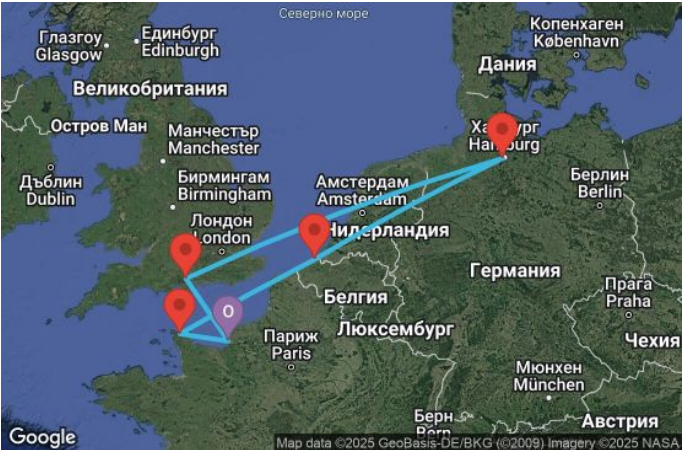 Северно море
Глазгоу
Glasgow
Единбург
Edinburgh
Копенхаген
København
Дания
Великобритания
Остров Ман
Манчестър
Manchester
Hamburg
Дъблин
Dublin
Бирмингам
Birmingham
Амстердам
Amsterdam
Берлин
Berlin
Лондон
London
Нидерландия
Германия
Прага
Praha
Белгия
0
Париж
Paris
Люксембург
Чехия
Мюнхен
München
Берн
Bern
Австрия
Google
Map data ©2025 GeoBasis-DE/BKG (©2009) Imagery ©2025 NASA